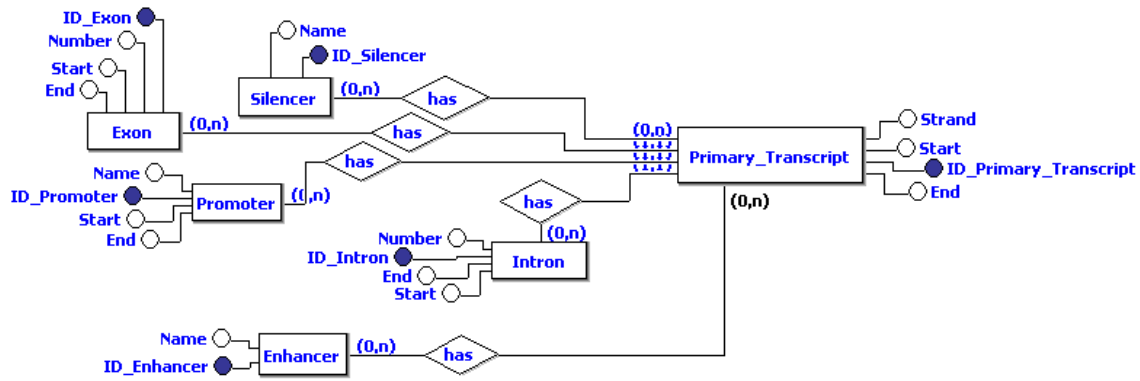 ID_Exon
Number
Start
End
Exon
(0,n)
Name
ID_Silencer
Silencer
(0,n)
has
has
has
(0,n)
Primary_Transcript
Strand
Start
ID_Primary_Transcript
End
(0,n)
Name
ID_Promoter
Start
End
Promoter
(0,n)
has
Number
ID_Intron
End
Start
Intron
(0,n)
Name
ID_Enhancer
Enhancer
(0,n)
has